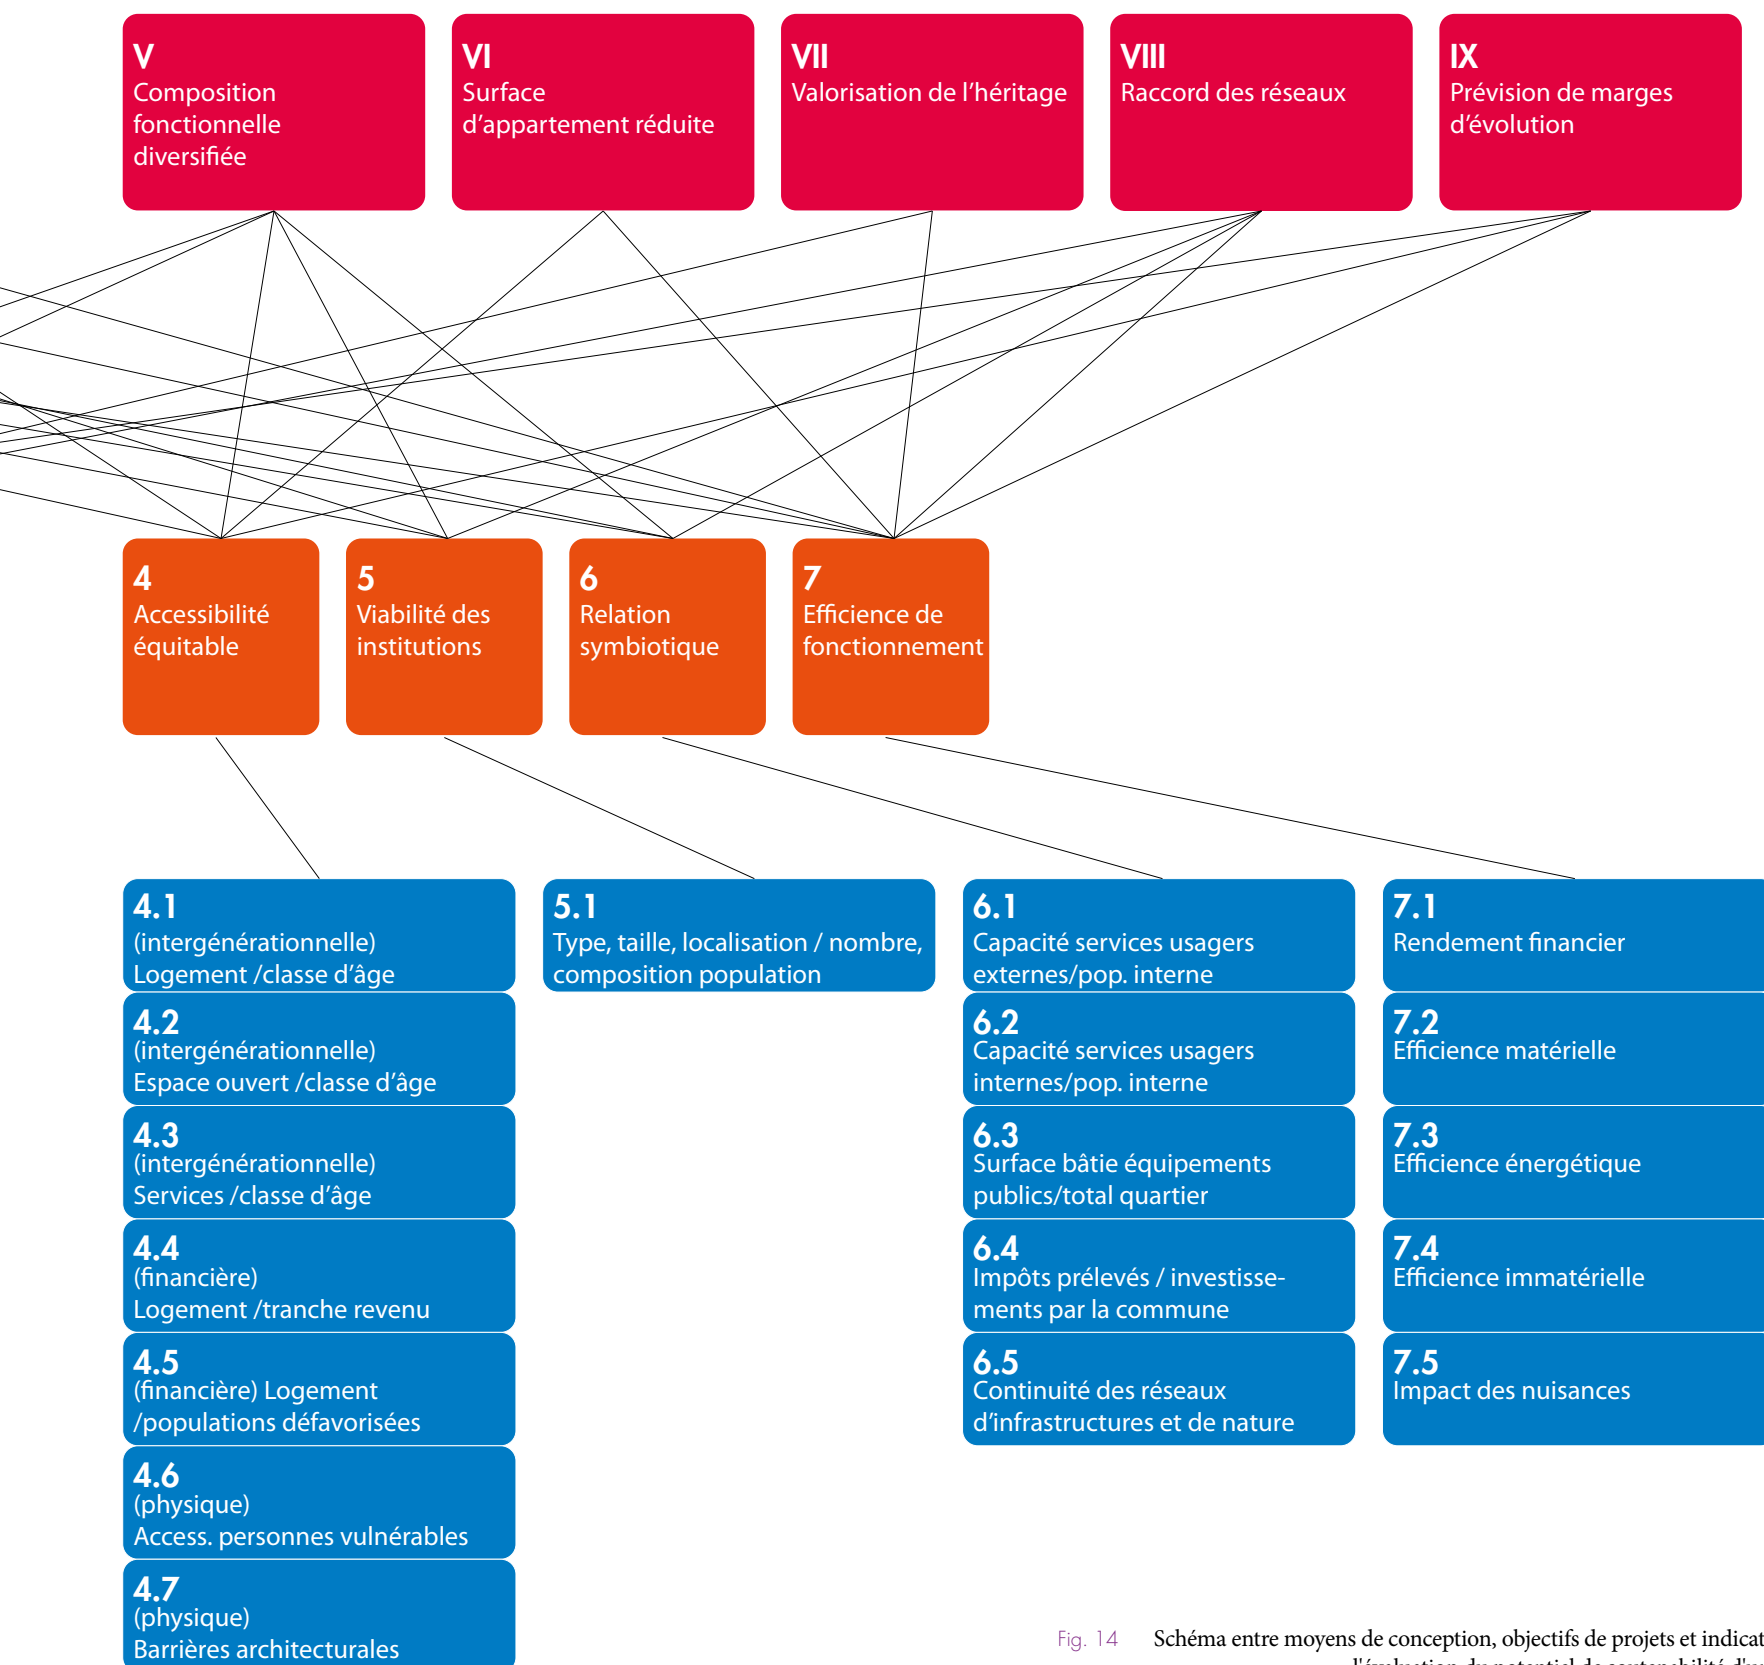 V
Composition
fonctionnelle
diversifiée
VI
Surface
d’appartement réduite
VII
Valorisation de l’héritage
VIII
Raccord des réseaux
IX
Prévision de marges
d’évolution
4
Accessibilité
équitable
5
Viabilité des
institutions
6
Relation
symbiotique
7
Efficience de
fonctionnement
4.1
(intergénérationnelle)
Logement /classe d’âge
4.2
(intergénérationnelle)
Espace ouvert /classe d’âge
4.3
(intergénérationnelle)
Services /classe d’âge
4.4
(financière)
Logement /tranche revenu
4.5
(financière) Logement
/populations défavorisées
4.6
(physique)
Access. personnes vulnérables
4.7
(physique)
Barrières architecturales
5.1
Type, taille, localisation / nombre,
composition population
6.1
Capacité services usagers
externes/pop. interne
6.2
Capacité services usagers
internes/pop. interne
6.3
Surface bâtie équipements
publics/total quartier
6.4
Impôts prélevés / investisse-
ments par la commune
6.5
Continuité des réseaux
d’infrastructures et de nature
7.1
Rendement financier
7.2
Efficience matérielle
7.3
Efficience énergétique
7.4
Efficience immatérielle
7.5
Impact des nuisances
Fig. 14 Schéma entre moyens de conception, objectifs de projets et indicat
l'évaluation du potentiel de soutenabilité